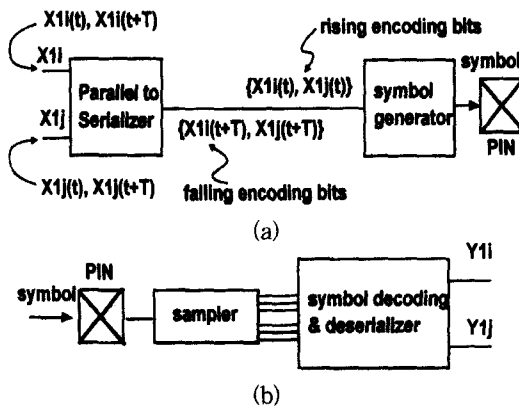 X1i(t), X1i(t+T)
rising encoding bits
X1i
symbol
Parallel to
Serializer
{X1i(t), X1j(t)}
symbol
generator
X1j
{X1i(t+T), X1j(t+T)}
PIN
X1j(t), X1j(t+T)
falling encoding bits
(a)
PIN
Y1i
symbol
sampler
symbol decoding
& deserializer
Y1j
(b)